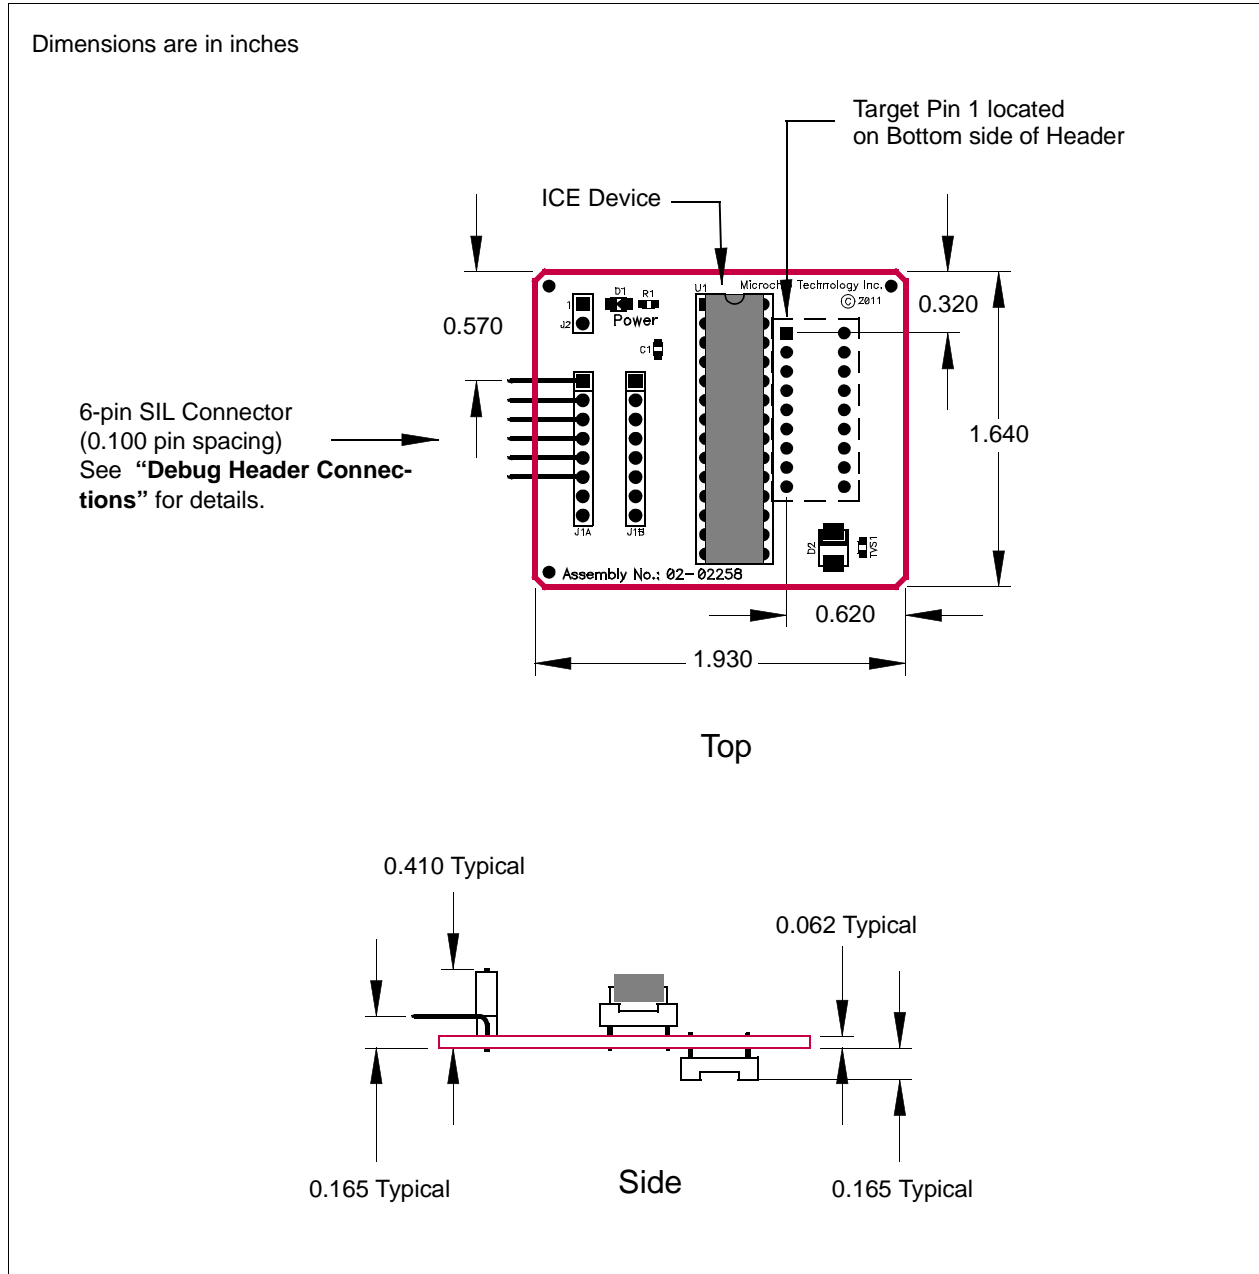 Dimensions are in inches
Target Pin 1 located
on Bottom side of Header
ICE Device
U1
Microchip Technology Inc.
© 2011
D1
R1
1
J2
Power
C1
0.570
0.320
1.640
6-pin SIL Connector
(0.100 pin spacing)
See “Debug Header Connec-
tions” for details.
J1A
J1B
D2
TVS1
Assembly No.: 02-02258
0.620
1.930
Top
0.410 Typical
0.062 Typical
0.165 Typical
Side
0.165 Typical